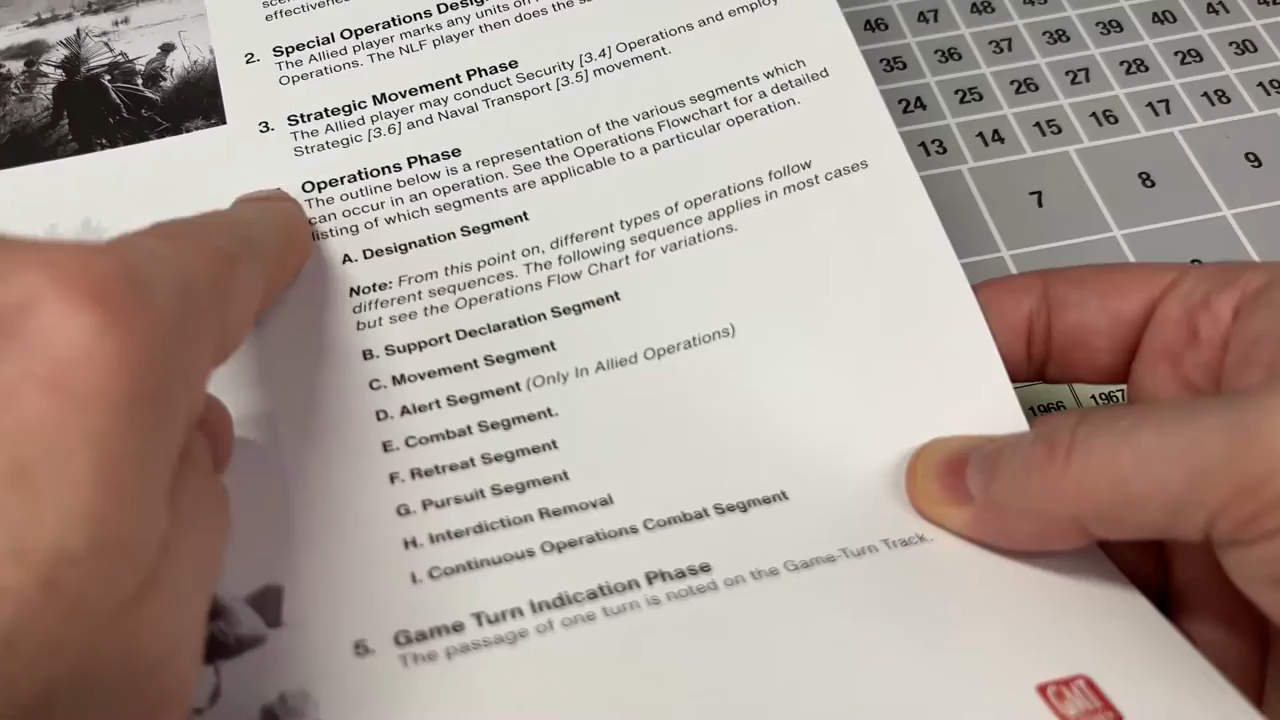 effectiveness
2. Special Operations Desig
The Allied player marks any units on
Operations. The NLF player then does the
3. Strategic Movement Phase
The Allied player may conduct Security [3.4] Operations and employ
Strategic [3.6] and Naval Transport [3.5] movement.
Operations Phase
The outline below is a representation of the various segments which
can occur in an operation. See the Operations Flowchart for a detailed
listing of which segments are applicable to a particular operation.
A. Designation Segment
Note: From this point on, different types of operations follow
different sequences. The following sequence applies in most cases
but see the Operations Flow Chart for variations.
B. Support Declaration Segment
C. Movement Segment
D. Alert Segment (Only In Allied Operations)
E. Combat Segment.
F. Retreat Segment
G. Pursuit Segment
H. Interdiction Removal
I. Continuous Operations Combat Segment
5. Game Turn Indication Phase
The passage of one turn is noted on the Game-Turn Track.
GMT
46 47 48
35 36 37 38 39 40 41
24 25 26 27 28 29 30
13 14 15 16 17 18 19
7 8 9
1966 1967